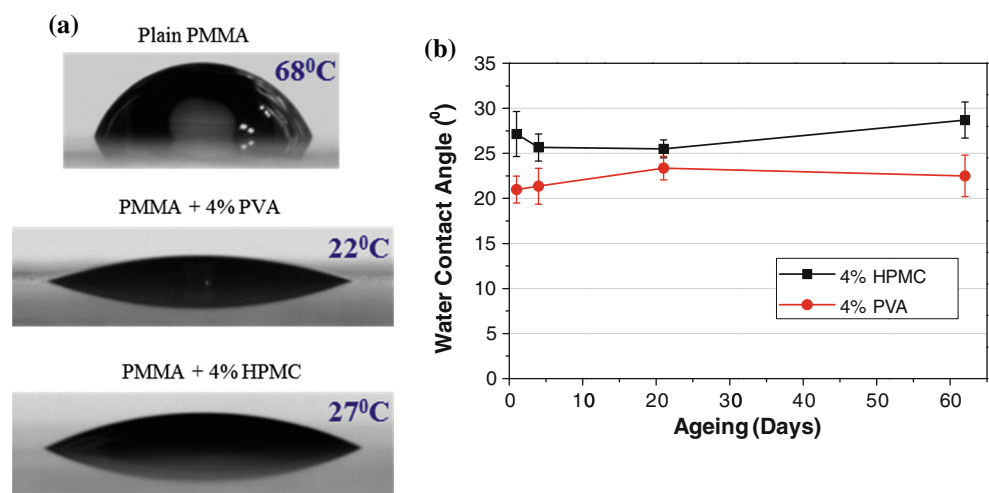 (a)
Plain PMMA
68⁰C
PMMA + 4% PVA
22⁰C
PMMA + 4% HPMC
27⁰C
(b)
Water Contact Angle (⁰)
35
30
25
20
15
10
5
0
4% HPMC
4% PVA
0 10 20 30 40 50 60
Ageing (Days)